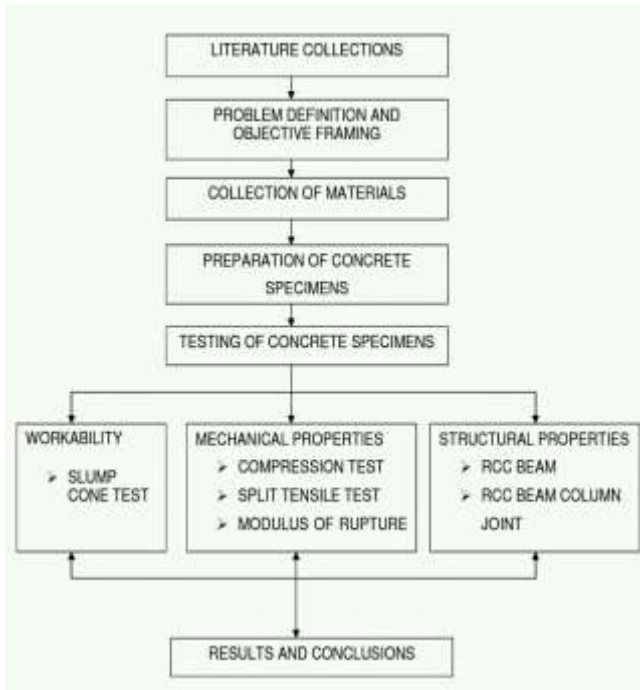 LITERATURE COLLECTIONS
PROBLEM DEFINITION AND
OBJECTIVE FRAMING
COLLECTION OF MATERIALS
PREPARATION OF CONCRETE
SPECIMENS
TESTING OF CONCRETE SPECIMENS
WORKABILITY
➢ SLUMP
CONE TEST
MECHANICAL PROPERTIES
➢ COMPRESSION TEST
➢ SPLIT TENSILE TEST
➢ MODULUS OF RUPTURE
STRUCTURAL PROPERTIES
➢ RCC BEAM
➢ RCC BEAM COLUMN
JOINT
RESULTS AND CONCLUSIONS